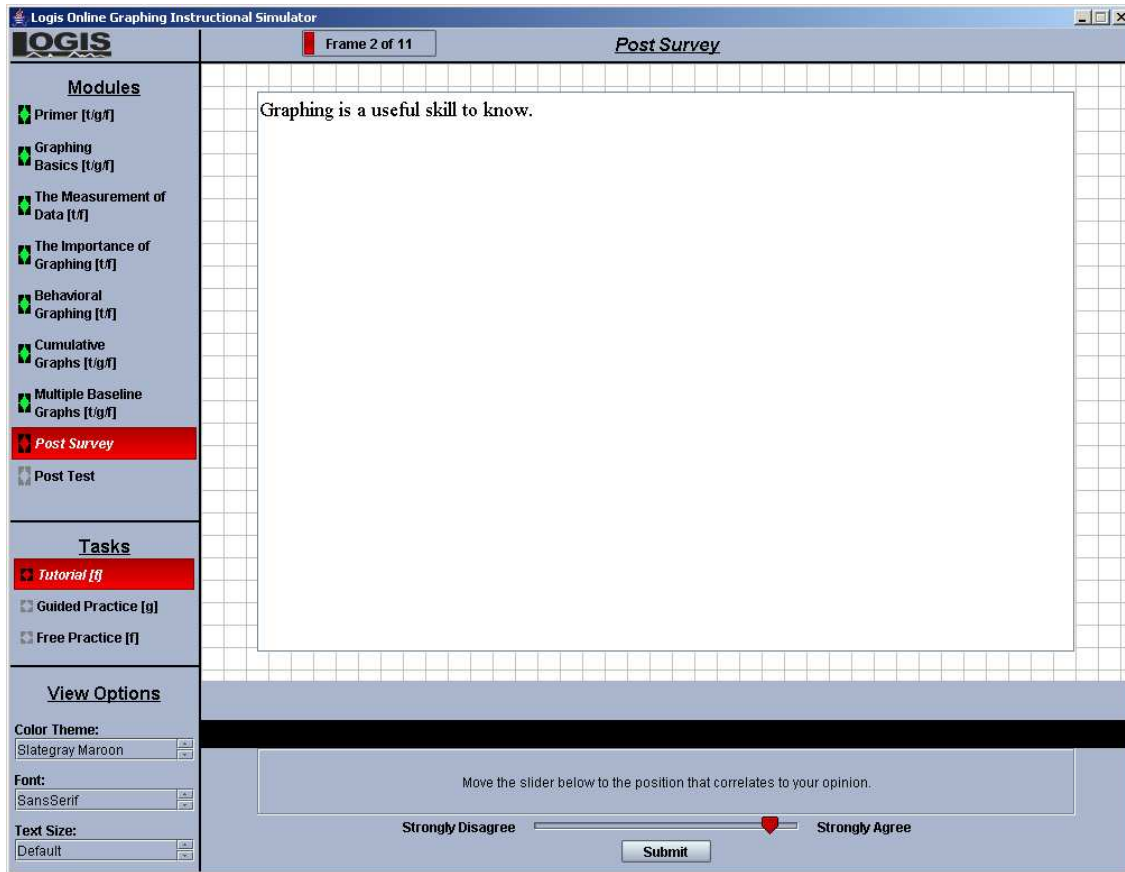 Logis Online Graphing Instructional Simulator
LOGIS
Frame 2 of 11
Post Survey
Modules
Primer [t/g/f]
Graphing
Basics [t/g/f]
The Measurement of
Data [t/f]
The Importance of
Graphing [t/f]
Behavioral
Graphing [t/f]
Cumulative
Graphs [t/g/f]
Multiple Baseline
Graphs [t/g/f]
Post Survey
Post Test
Tasks
Tutorial [t]
Guided Practice [g]
Free Practice [f]
View Options
Color Theme:
Slategray Maroon
Font:
SansSerif
Text Size:
Default
Graphing is a useful skill to know.
Move the slider below to the position that correlates to your opinion.
Strongly Disagree
Strongly Agree
Submit